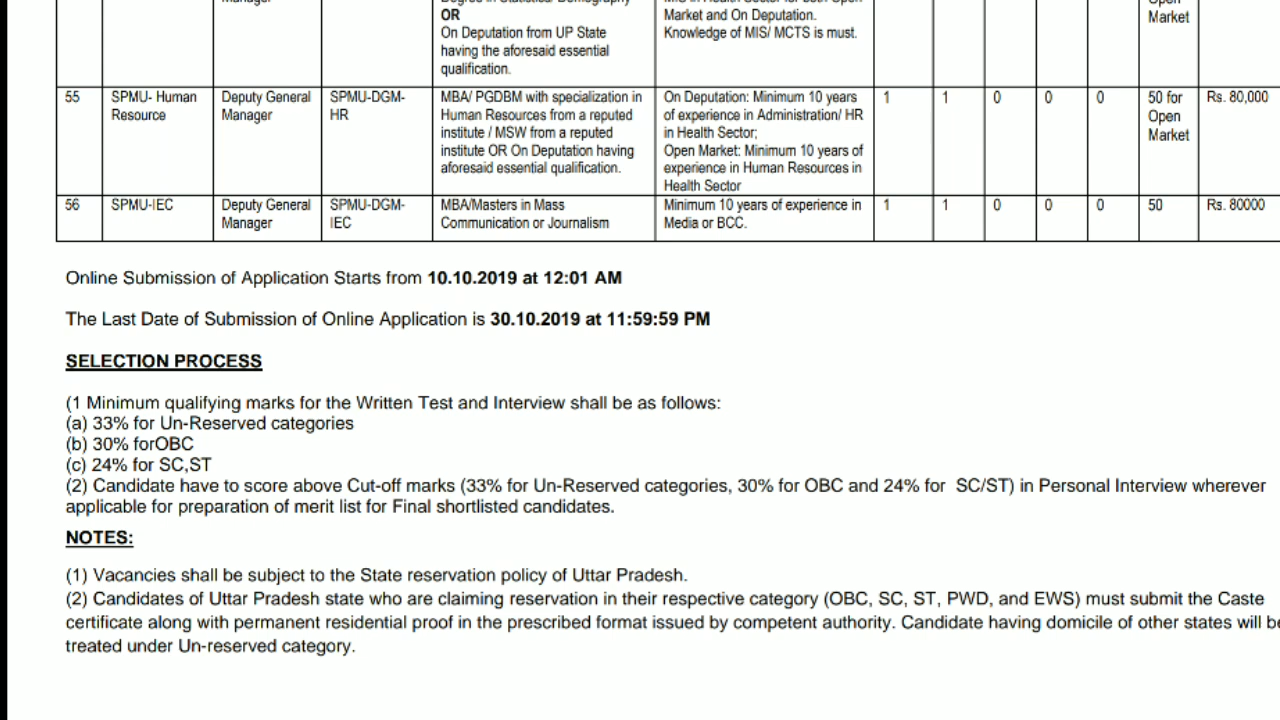 Manager
Degree in Statistics/ Demography
OR
On Deputation from UP State
having the aforesaid essential
qualification.
Market and On Deputation.
Knowledge of MIS/ MCTS is must.
Open
Market
55
SPMU- Human
Resource
Deputy General
Manager
SPMU-DGM-
HR
MBA/ PGDBM with specialization in
Human Resources from a reputed
institute / MSW from a reputed
institute OR On Deputation having
aforesaid essential qualification.
On Deputation: Minimum 10 years
of experience in Administration/ HR
in Health Sector;
Open Market: Minimum 10 years of
experience in Human Resources in
Health Sector
1
1
0
0
0
50 for
Open
Market
Rs. 80,000
56
SPMU-IEC
Deputy General
Manager
SPMU-DGM-
IEC
MBA/Masters in Mass
Communication or Journalism
Minimum 10 years of experience in
Media or BCC.
1
1
0
0
0
50
Rs. 80000
Online Submission of Application Starts from 10.10.2019 at 12:01 AM
The Last Date of Submission of Online Application is 30.10.2019 at 11:59:59 PM
SELECTION PROCESS
(1 Minimum qualifying marks for the Written Test and Interview shall be as follows:
(a) 33% for Un-Reserved categories
(b) 30% forOBC
(c) 24% for SC,ST
(2) Candidate have to score above Cut-off marks (33% for Un-Reserved categories, 30% for OBC and 24% for  SC/ST) in Personal Interview wherever
applicable for preparation of merit list for Final shortlisted candidates.
NOTES:
(1) Vacancies shall be subject to the State reservation policy of Uttar Pradesh.
(2) Candidates of Uttar Pradesh state who are claiming reservation in their respective category (OBC, SC, ST, PWD, and EWS) must submit the Caste
certificate along with permanent residential proof in the prescribed format issued by competent authority. Candidate having domicile of other states will be
treated under Un-reserved category.